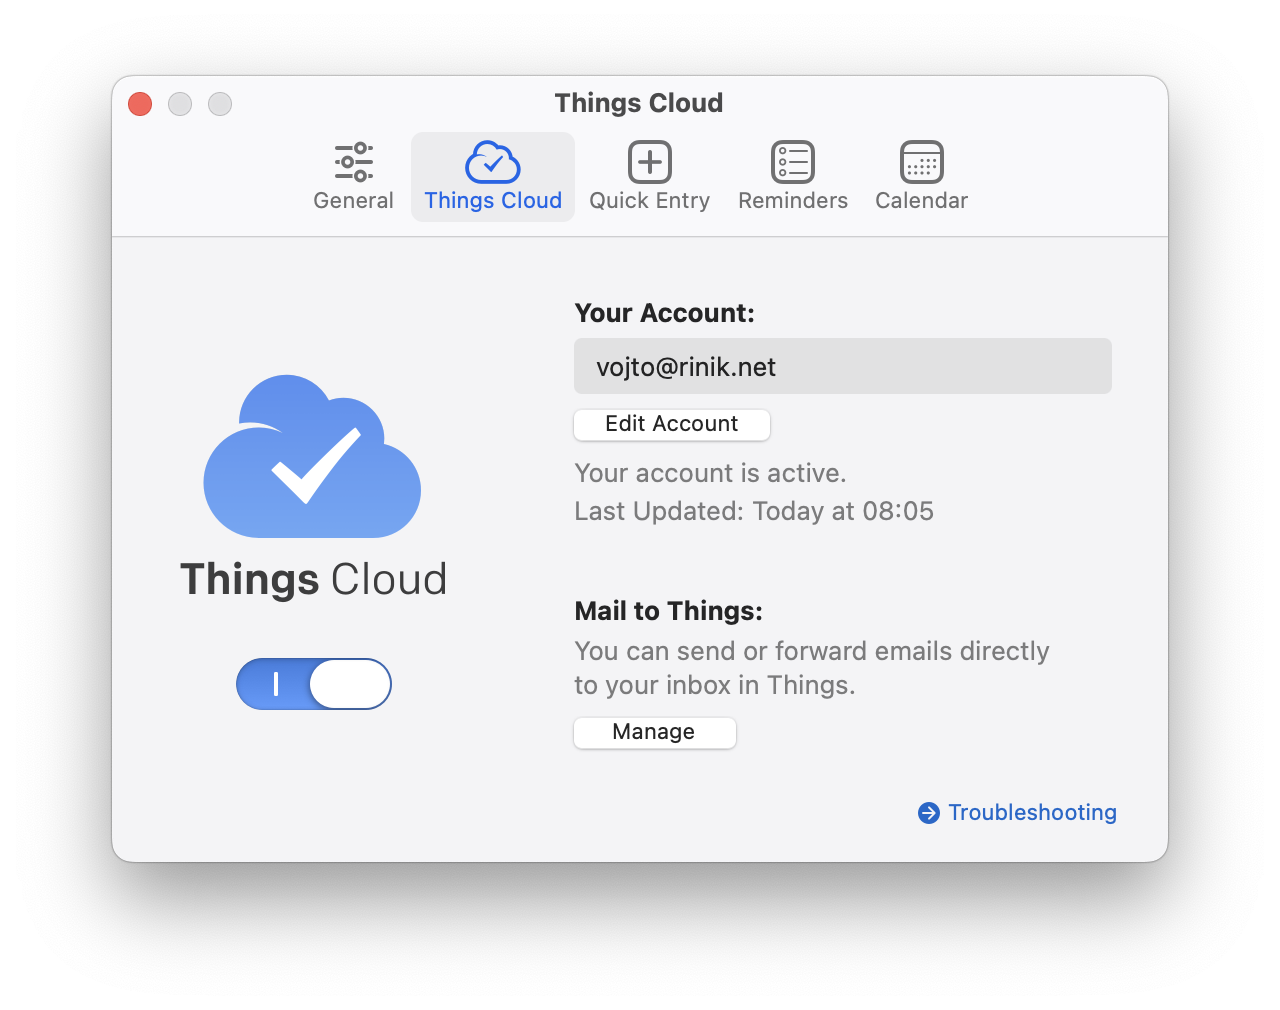 Things Cloud
General
Things Cloud
Quick Entry
Reminders
Calendar
Your Account:
vojto@rinik.net
Edit Account
Your account is active.
Last Updated: Today at 08:05
Things Cloud
Mail to Things:
You can send or forward emails directly
to your inbox in Things.
Manage
Troubleshooting